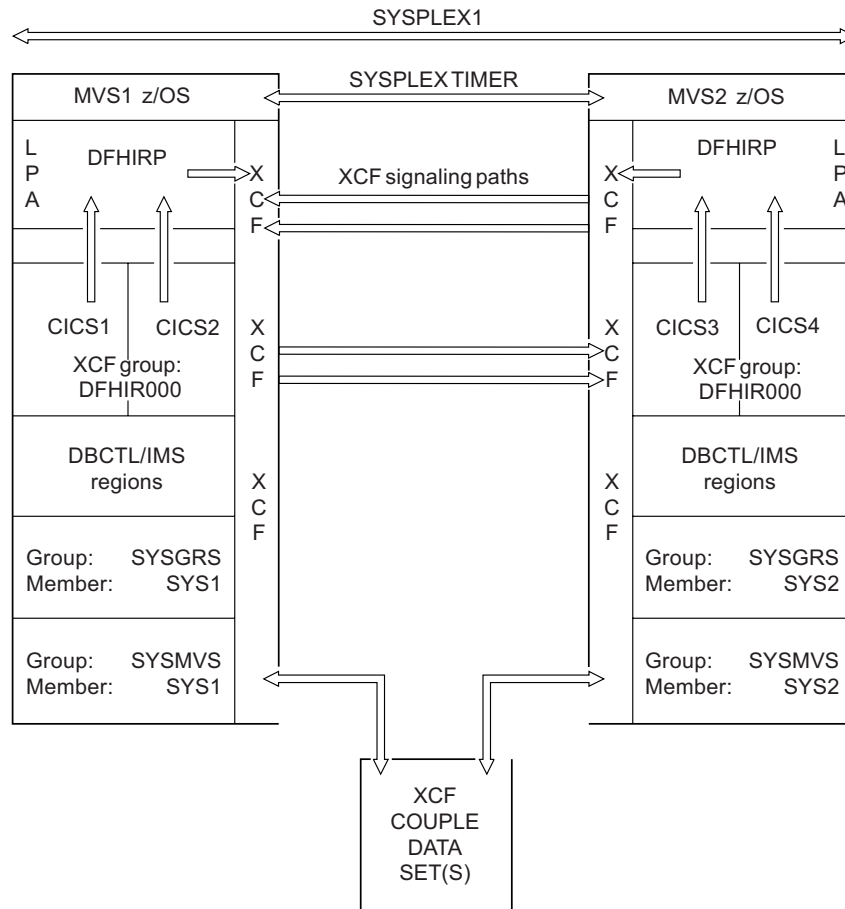 SYSPLEX1
SYSPLEX TIMER
MVS1 z/OS
MVS2 z/OS
L
P
A
DFHIRP
X
C
F
XCF signaling paths
X
C
F
DFHIRP
L
P
A
CICS1
CICS2
XCF group:
DFHIR000
X
C
F
X
C
F
CICS3
CICS4
XCF group:
DFHIR000
DBCTL/IMS
regions
X
C
F
X
C
F
DBCTL/IMS
regions
Group: SYSGRS
Member: SYS1
Group: SYSGRS
Member: SYS2
Group: SYSMVS
Member: SYS1
Group: SYSMVS
Member: SYS2
XCF
COUPLE
DATA
SET(S)